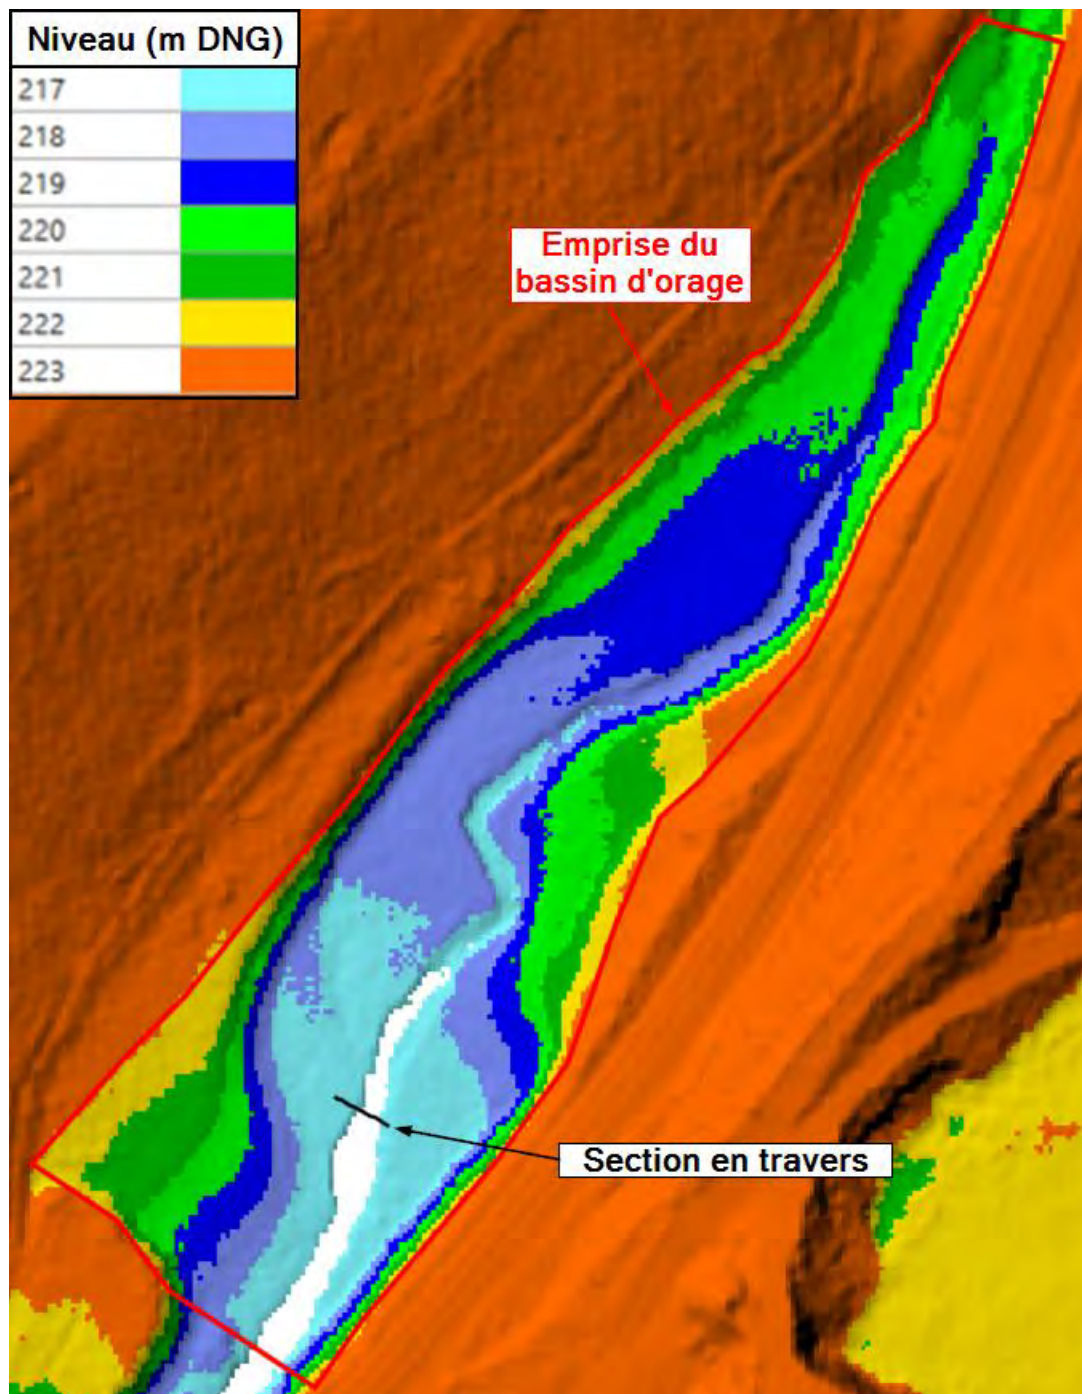 Niveau (m DNG)
217
218
219
220
221
222
223
Emprise du
bassin d'orage
Section en travers